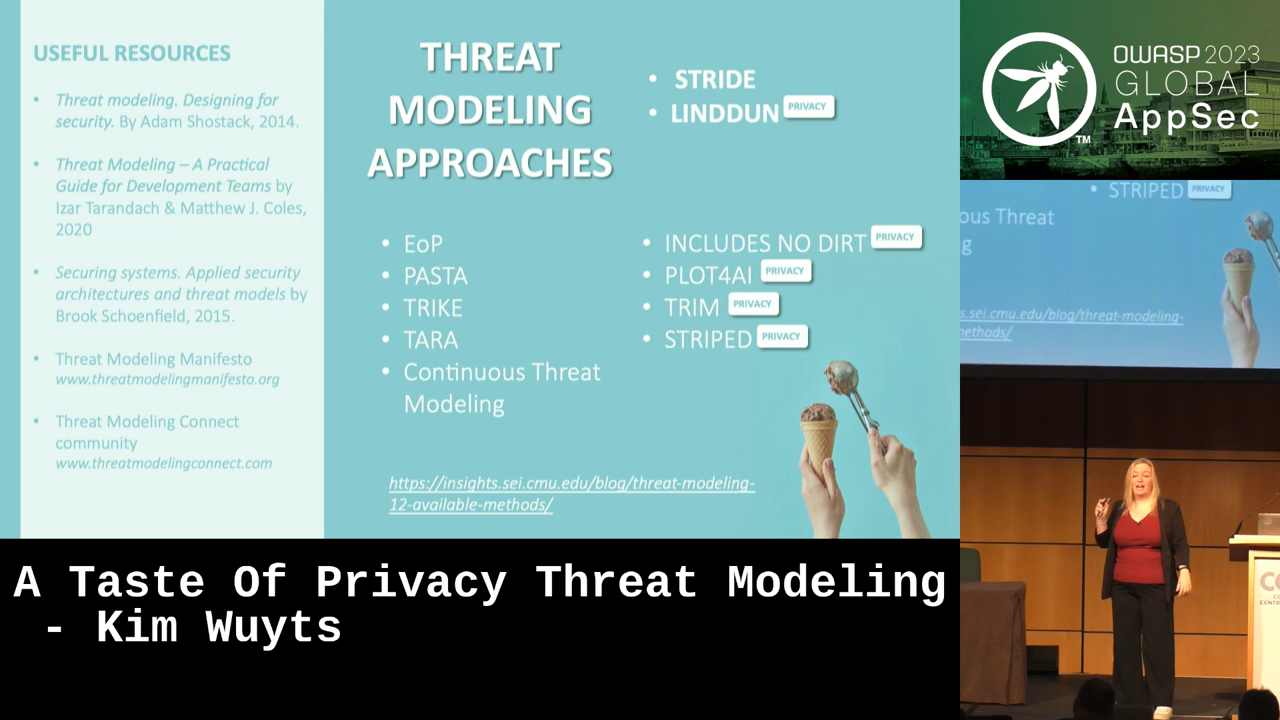 USEFUL RESOURCES
• Threat modeling. Designing for
security. By Adam Shostack, 2014.
• Threat Modeling – A Practical
Guide for Development Teams by
Izar Tarandach & Matthew J. Coles,
2020
• Securing systems. Applied security
architectures and threat models by
Brook Schoenfield, 2015.
• Threat Modeling Manifesto
www.threatmodelingmanifesto.org
• Threat Modeling Connect
community
www.threatmodelingconnect.com
THREAT
MODELING
APPROACHES
• STRIDE
• LINDDUN PRIVACY
• EoP
• PASTA
• TRIKE
• TARA
• Continuous Threat
Modeling
• INCLUDES NO DIRT PRIVACY
• PLOT4AI PRIVACY
• TRIM PRIVACY
• STRIPED PRIVACY
https://insights.sei.cmu.edu/blog/threat-modeling-
12-available-methods/
OWASP 2023
GLOBAL
AppSec
TM
• STRIPED PRIVACY
ous Threat
g
s.sei.cmu.edu/blog/threat-modeling-
ethods/
A Taste Of Privacy Threat Modeling
- Kim Wuyts